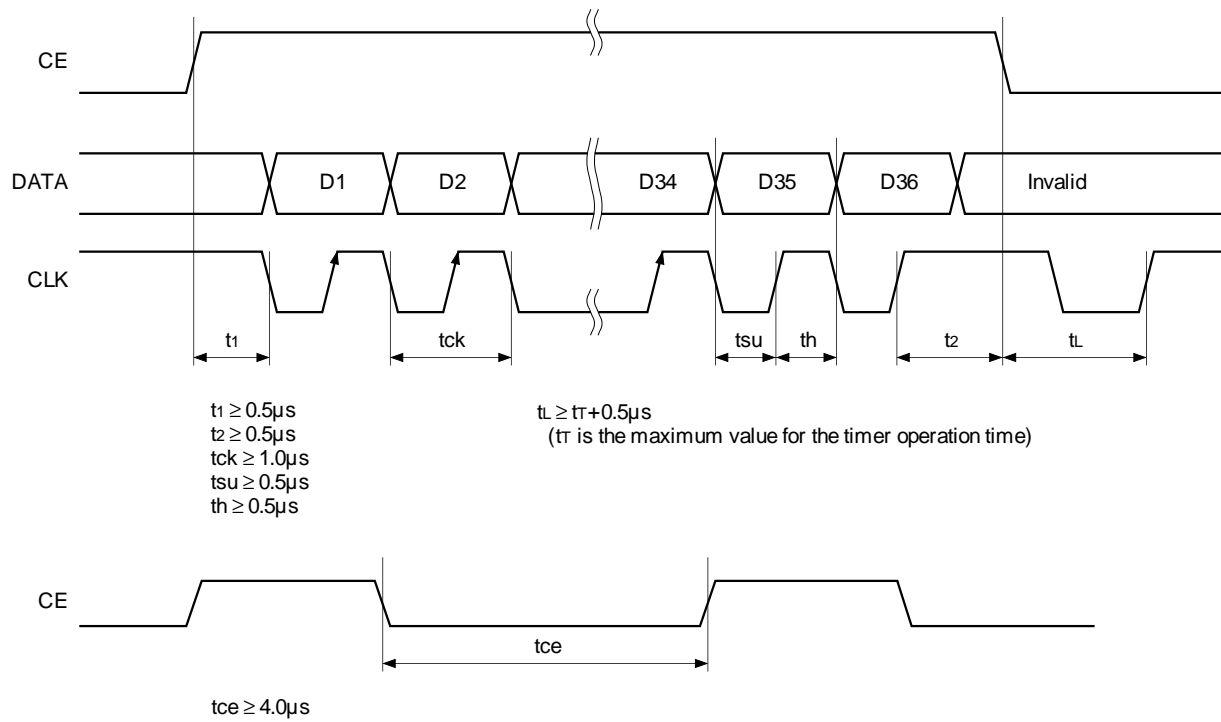 CE
DATA D1 D2 D34 D35 D36 Invalid
CLK
t1 tck tsu th t2 tL
t1 ≥ 0.5µs
t2 ≥ 0.5µs
tck ≥ 1.0µs
tsu ≥ 0.5µs
th ≥ 0.5µs
tL ≥ tT+0.5µs
(tT is the maximum value for the timer operation time)
CE
tce
tce ≥ 4.0µs